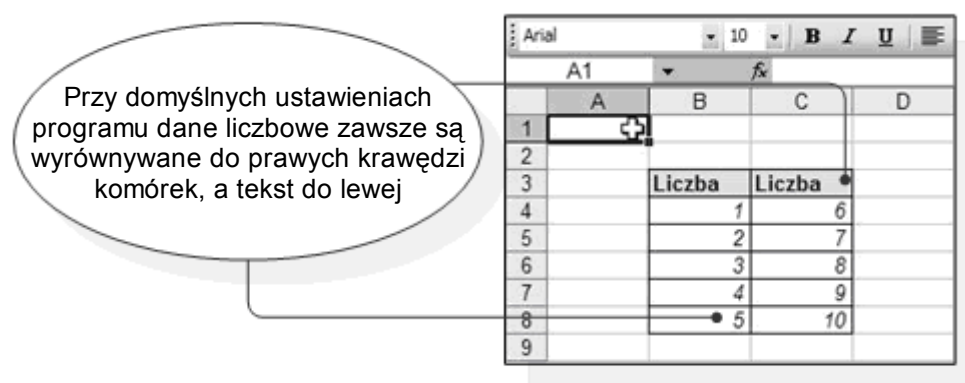 Przy domyślnych ustawieniach
programu dane liczbowe zawsze są
wyrównywane do prawych krawędzi
komórek, a tekst do lewej
Arial 10 B I U
A1 fx
A B C D
1
2
3 Liczba Liczba
4 1 6
5 2 7
6 3 8
7 4 9
8 5 10
9